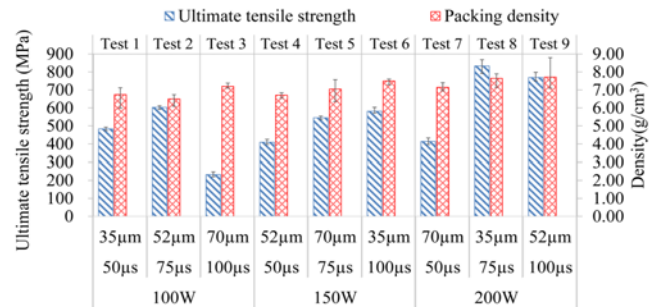 Ultimate tensile strength Packing density
Test 1 Test 2 Test 3 Test 4 Test 5 Test 6 Test 7 Test 8 Test 9
Ultimate tensile strength (MPa)
900
800
700
600
500
400
300
200
100
0
9.00
8.00
7.00
6.00
5.00
4.00
3.00
2.00
1.00
0.00
Density(g/cm³)
35µm 52µm 70µm 52µm 70µm 35µm 70µm 35µm 52µm
50µs 75µs 100µs 50µs 75µs 100µs 50µs 75µs 100µs
100W 150W 200W